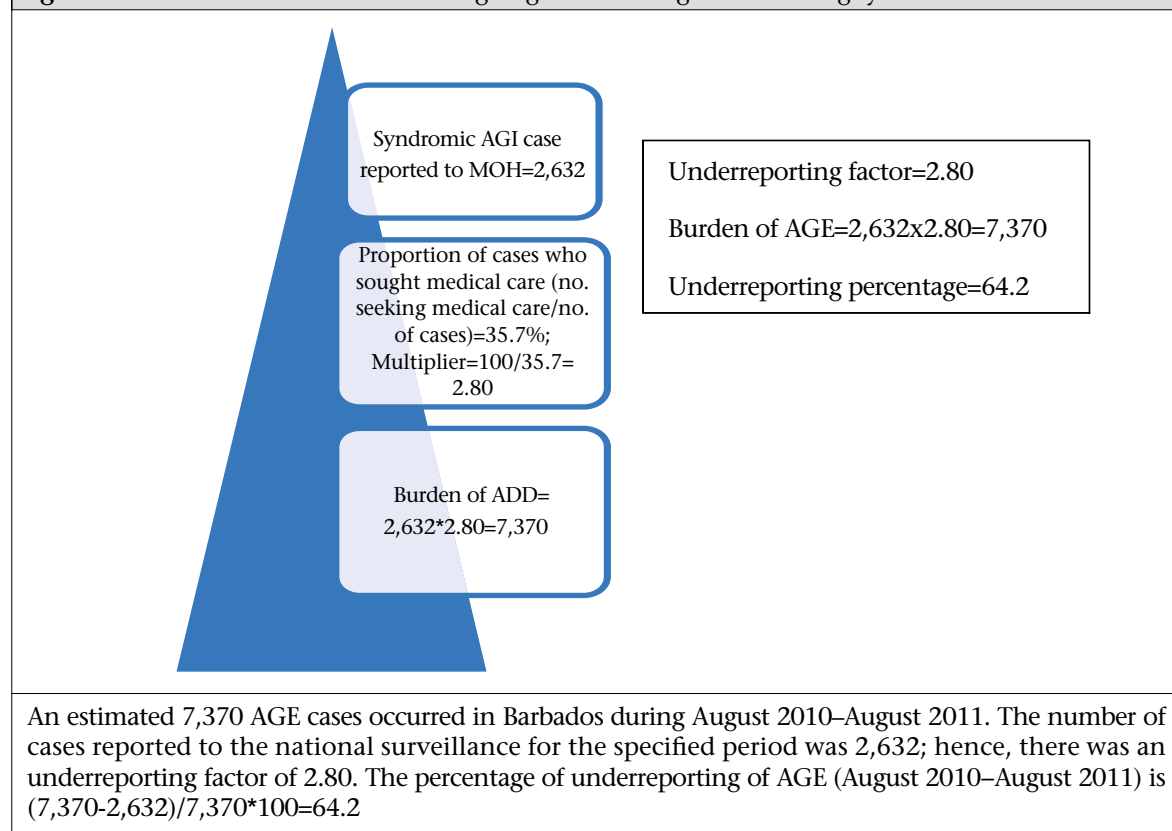 Syndromic AGI case
reported to MOH=2,632
Proportion of cases who
sought medical care (no.
seeking medical care/no.
of cases)=35.7%;
Multiplier=100/35.7=
2.80
Burden of ADD=
2,632*2.80=7,370
Underreporting factor=2.80
Burden of AGE=2,632x2.80=7,370
Underreporting percentage=64.2
An estimated 7,370 AGE cases occurred in Barbados during August 2010–August 2011. The number of
cases reported to the national surveillance for the specified period was 2,632; hence, there was an
underreporting factor of 2.80. The percentage of underreporting of AGE (August 2010–August 2011) is
(7,370-2,632)/7,370*100=64.2